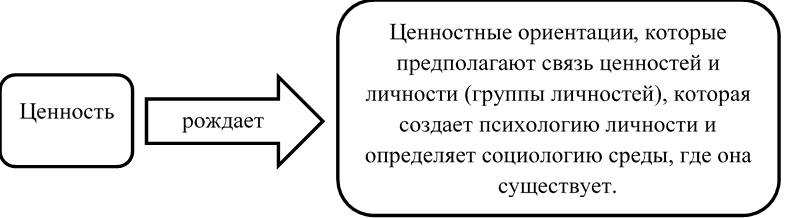 Ценность
рождает
Ценностные ориентации, которые
предполагают связь ценностей и
личности (группы личностей), которая
создает психологию личности и
определяет социологию среды, где она
существует.